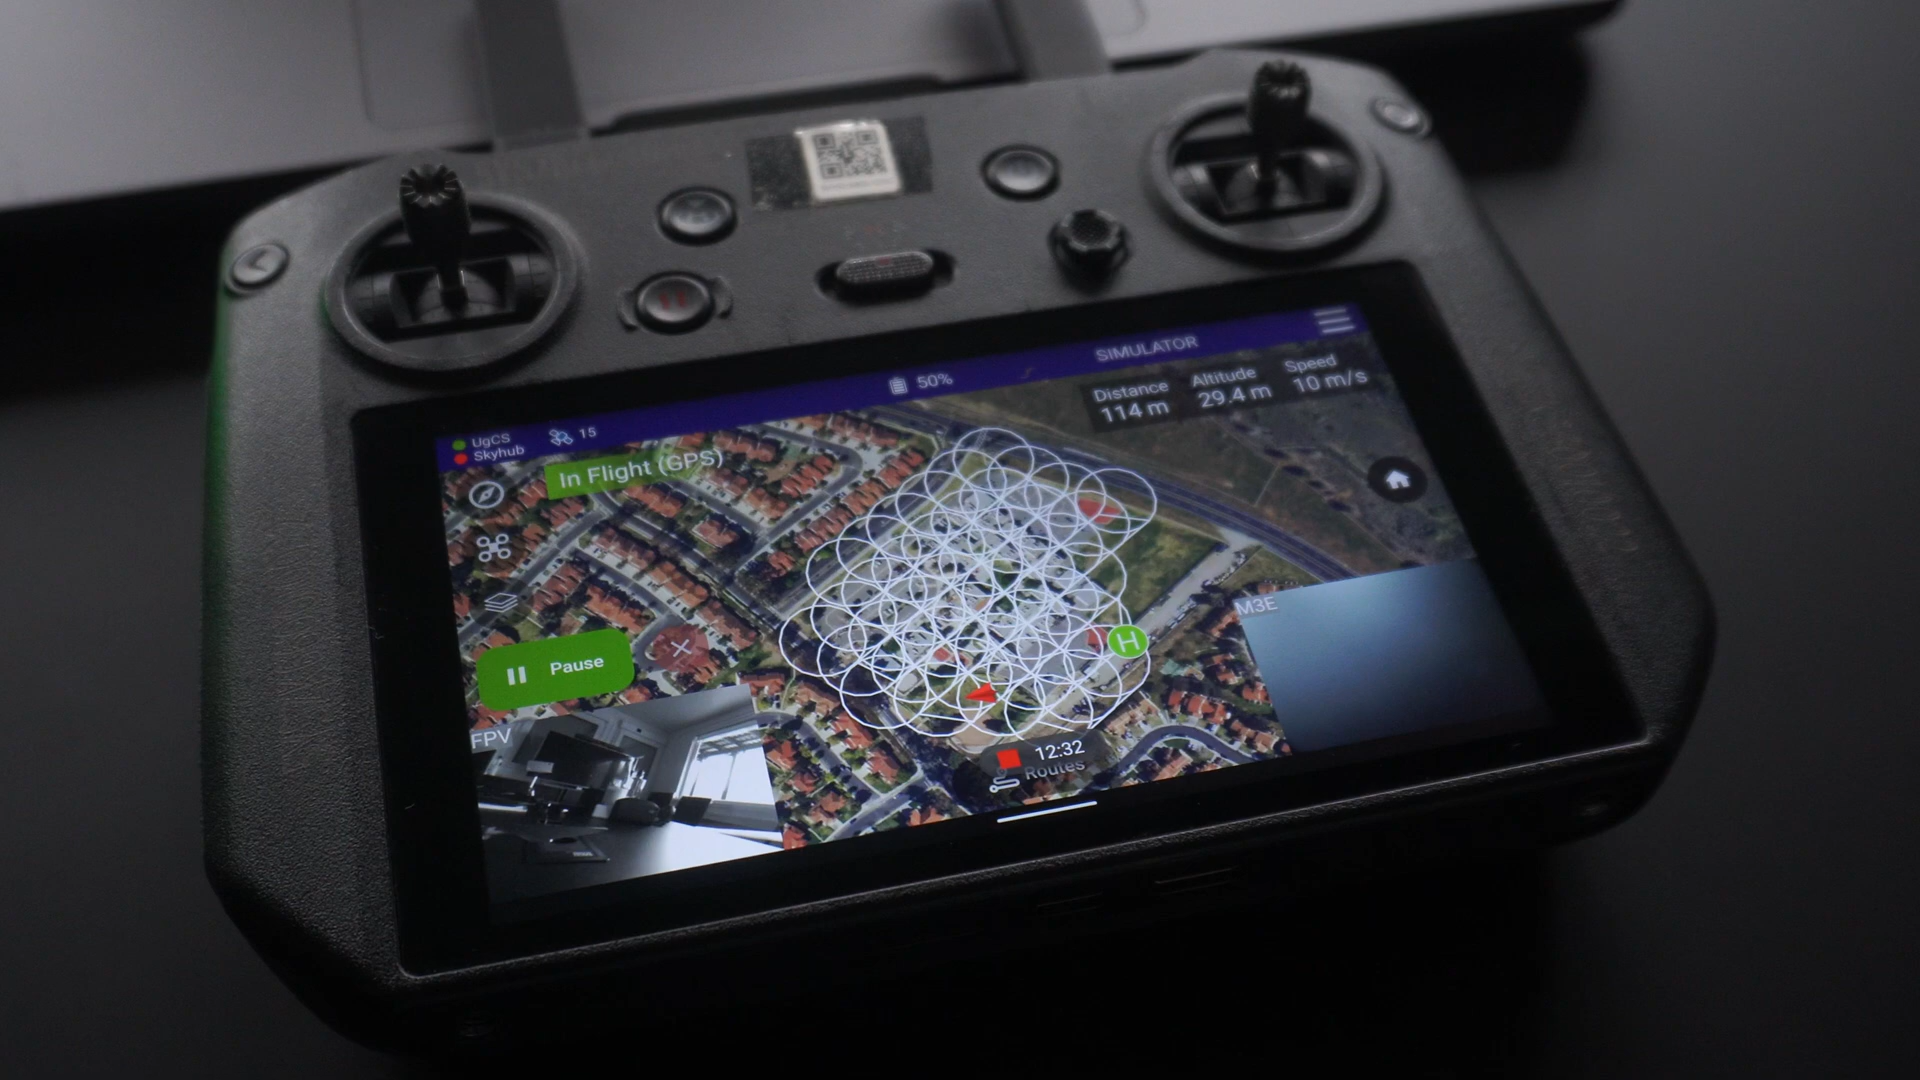 SIMULATOR
50%
UgCS
Skyhub
15
In Flight (GPS)
Distance
114 m
Altitude
29.4 m
Speed
10 m/s
H
M3E
Pause
FPV
12:32
Routes